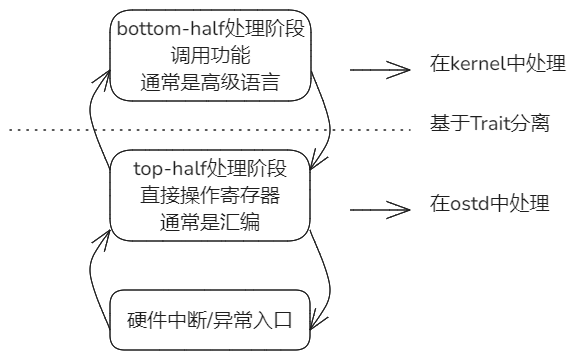 bottom-half处理阶段
调用功能
通常是高级语言
在kernel中处理
基于Trait分离
top-half处理阶段
直接操作寄存器
通常是汇编
在ostd中处理
硬件中断/异常入口